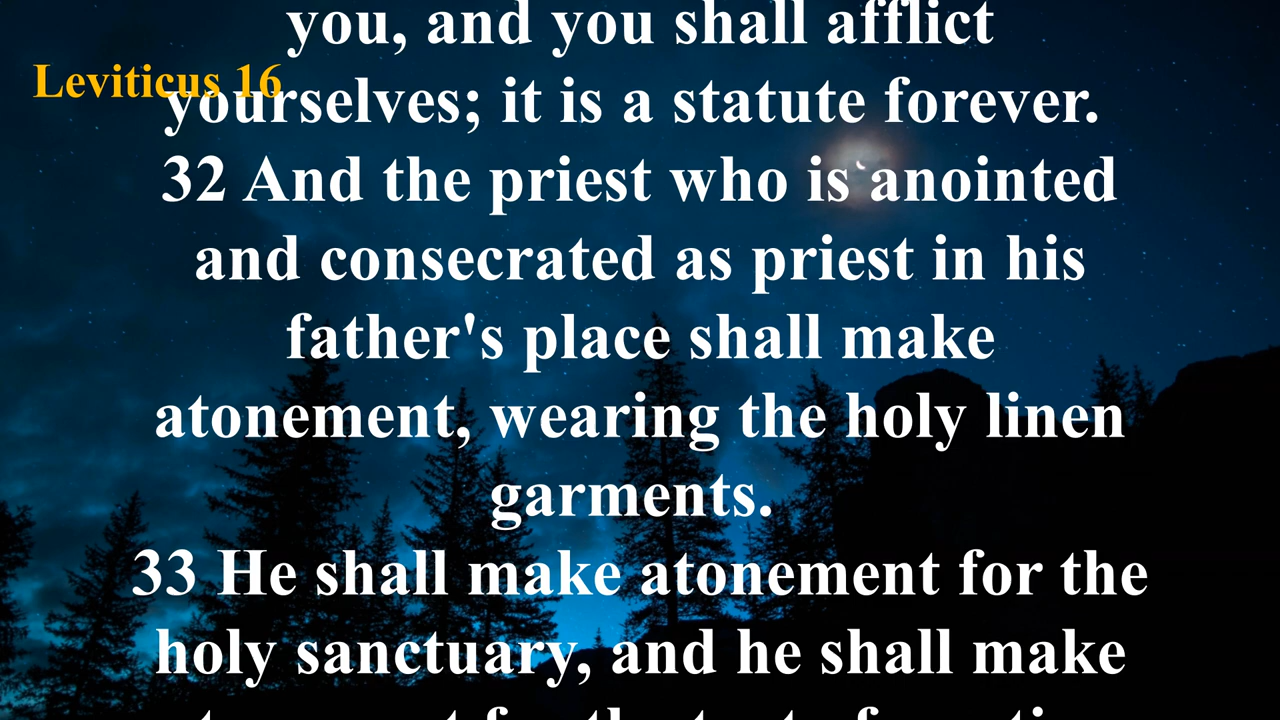 you, and you shall afflict
Leviticus 16
yourselves; it is a statute forever.
32 And the priest who is anointed
and consecrated as priest in his
father's place shall make
atonement, wearing the holy linen
garments.
33 He shall make atonement for the
holy sanctuary, and he shall make